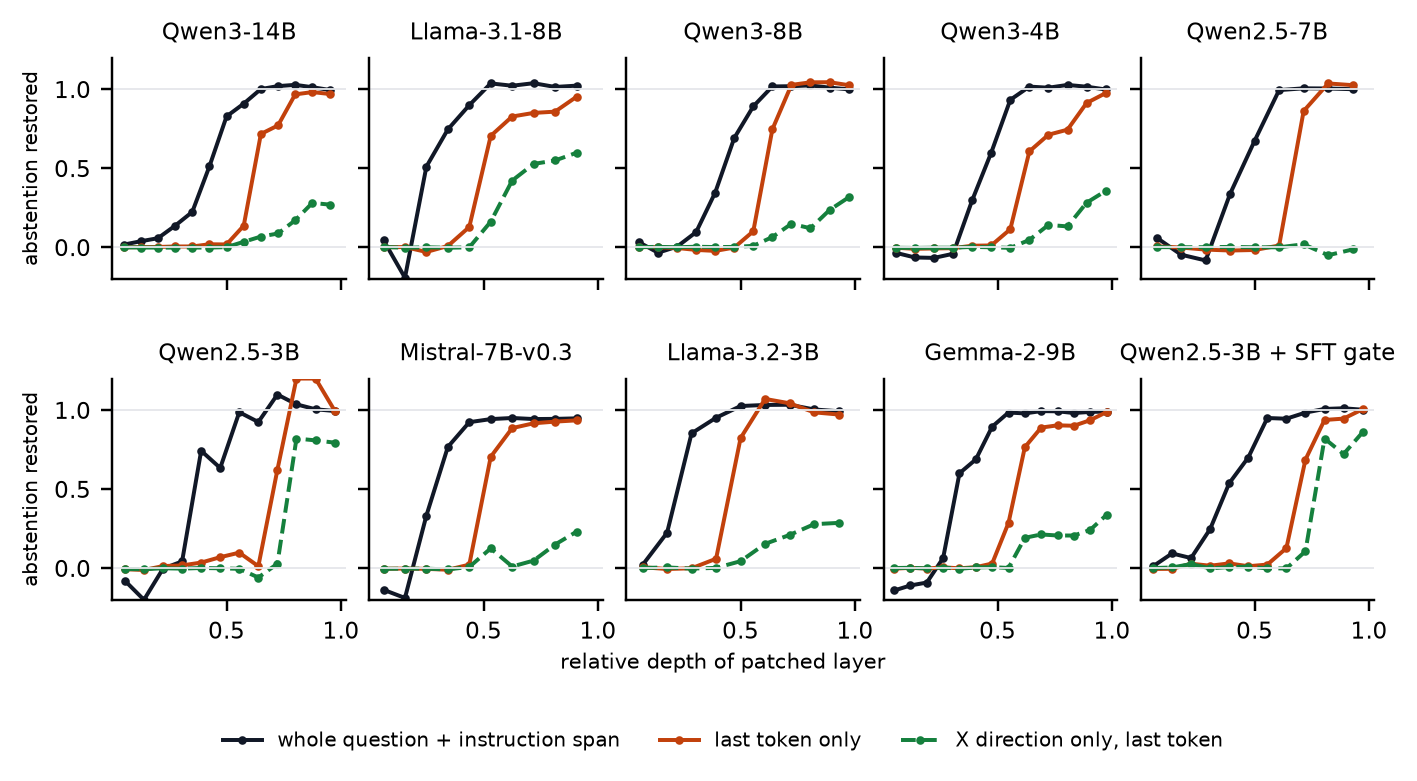 Qwen3-14B
Llama-3.1-8B
Qwen3-8B
Qwen3-4B
Qwen2.5-7B
abstention restored
1.0
0.5
0.0
Qwen2.5-3B
Mistral-7B-v0.3
Llama-3.2-3B
Gemma-2-9B
Qwen2.5-3B + SFT gate
abstention restored
1.0
0.5
0.0
0.5 1.0
0.5 1.0
0.5 1.0
0.5 1.0
0.5 1.0
relative depth of patched layer
whole question + instruction span
last token only
X direction only, last token